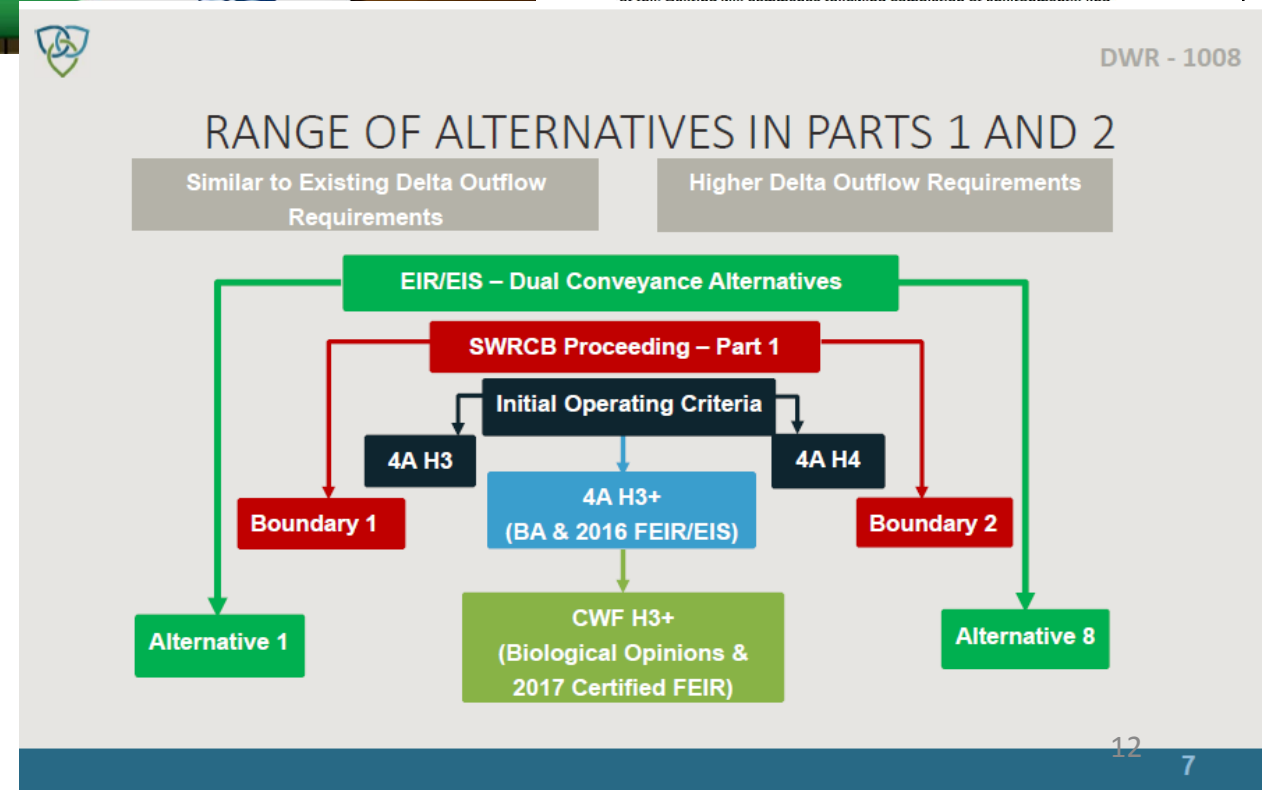 DWR - 1008
RANGE OF ALTERNATIVES IN PARTS 1 AND 2
Similar to Existing Delta Outflow
Requirements
Higher Delta Outflow Requirements
EIR/EIS – Dual Conveyance Alternatives
SWRCB Proceeding – Part 1
Initial Operating Criteria
4A H3
4A H4
4A H3+
(BA & 2016 FEIR/EIS)
Boundary 1
Boundary 2
CWF H3+
(Biological Opinions &
2017 Certified FEIR)
Alternative 1
Alternative 8
12
7